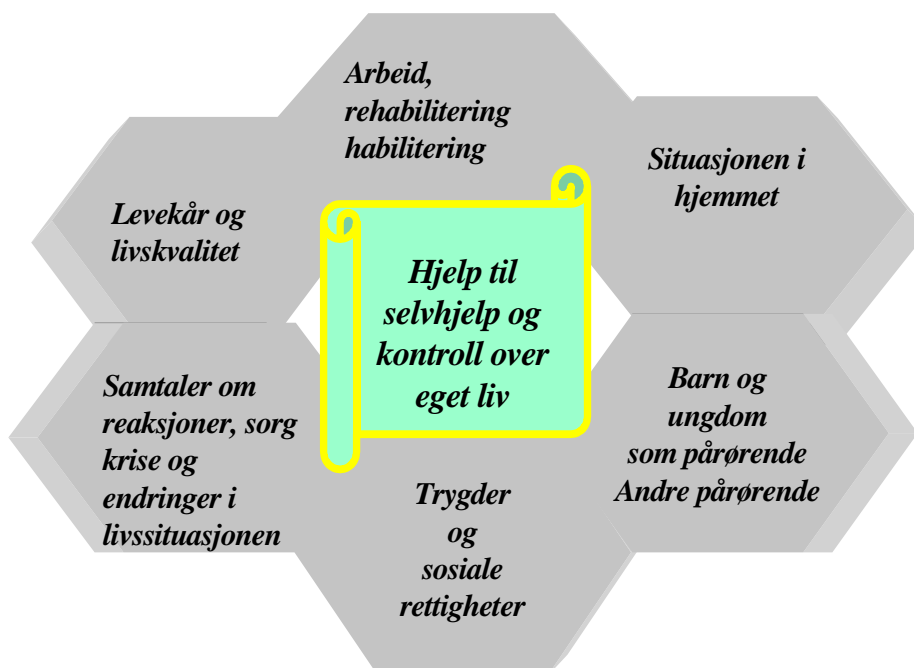 Arbeid,
rehabilitering
habilitering
Situasjonen i
hjemmet
Levekår og
livskvalitet
Hjelp til
selvhjelp og
kontroll over
eget liv
Samtaler om
reaksjoner, sorg
krise og
endringer i
livssituasjonen
Barn og
ungdom
som pårørende
Andre pårørende
Trygder
og
sosiale
rettigheter